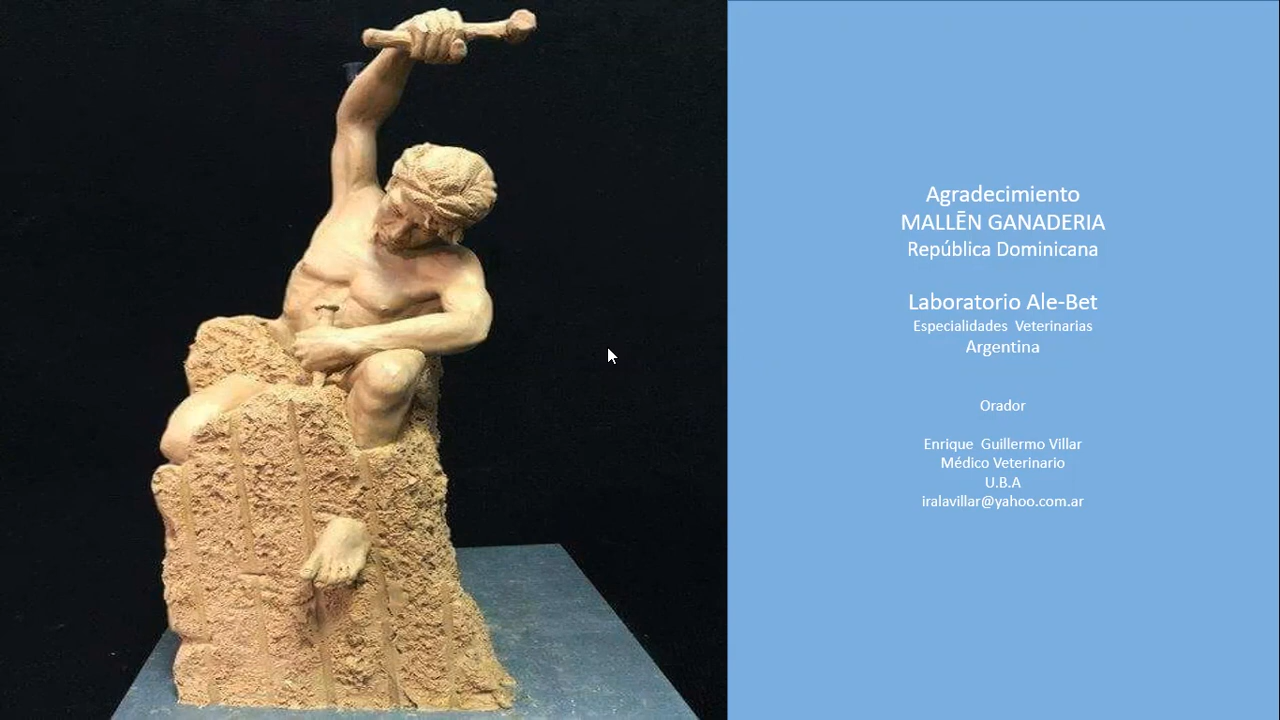 Agradecimiento
MALLĒN GANADERIA
República Dominicana
Laboratorio Ale-Bet
Especialidades Veterinarias
Argentina
Orador
Enrique Guillermo Villar
Médico Veterinario
U.B.A
iralavillar@yahoo.com.ar